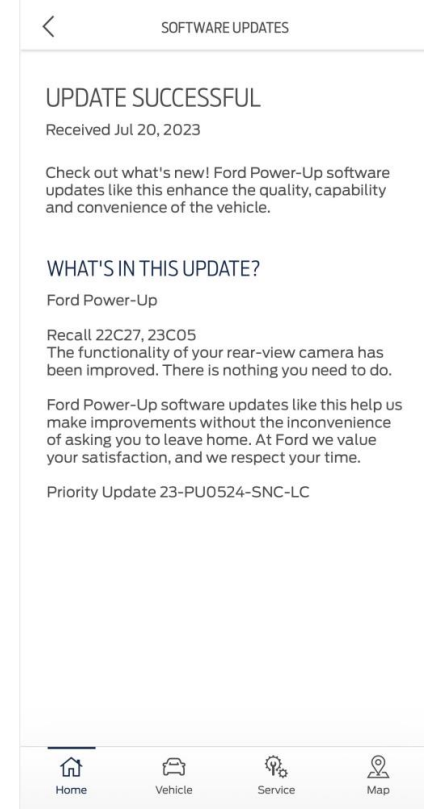 SOFTWARE UPDATES
UPDATE SUCCESSFUL
Received Jul 20, 2023
Check out what's new! Ford Power-Up software
updates like this enhance the quality, capability
and convenience of the vehicle.
WHAT'S IN THIS UPDATE?
Ford Power-Up
Recall 22C27, 23C05
The functionality of your rear-view camera has
been improved. There is nothing you need to do.
Ford Power-Up software updates like this help us
make improvements without the inconvenience
of asking you to leave home. At Ford we value
your satisfaction, and we respect your time.
Priority Update 23-PU0524-SNC-LC
Home Vehicle Service Map